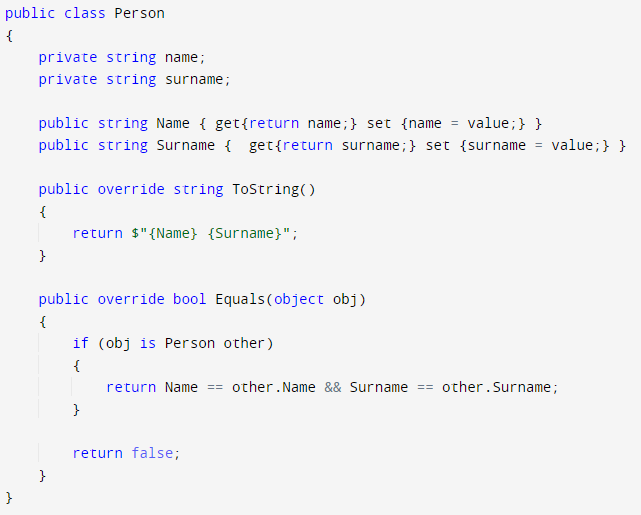 public class Person
{
    private string name;
    private string surname;

    public string Name { get{return name;} set {name = value;} }
    public string Surname {  get{return surname;} set {surname = value;} }

    public override string ToString()
    {
        return $"{Name} {Surname}";
    }

    public override bool Equals(object obj)
    {
        if (obj is Person other)
        {
            return Name == other.Name && Surname == other.Surname;
        }

        return false;
    }
}